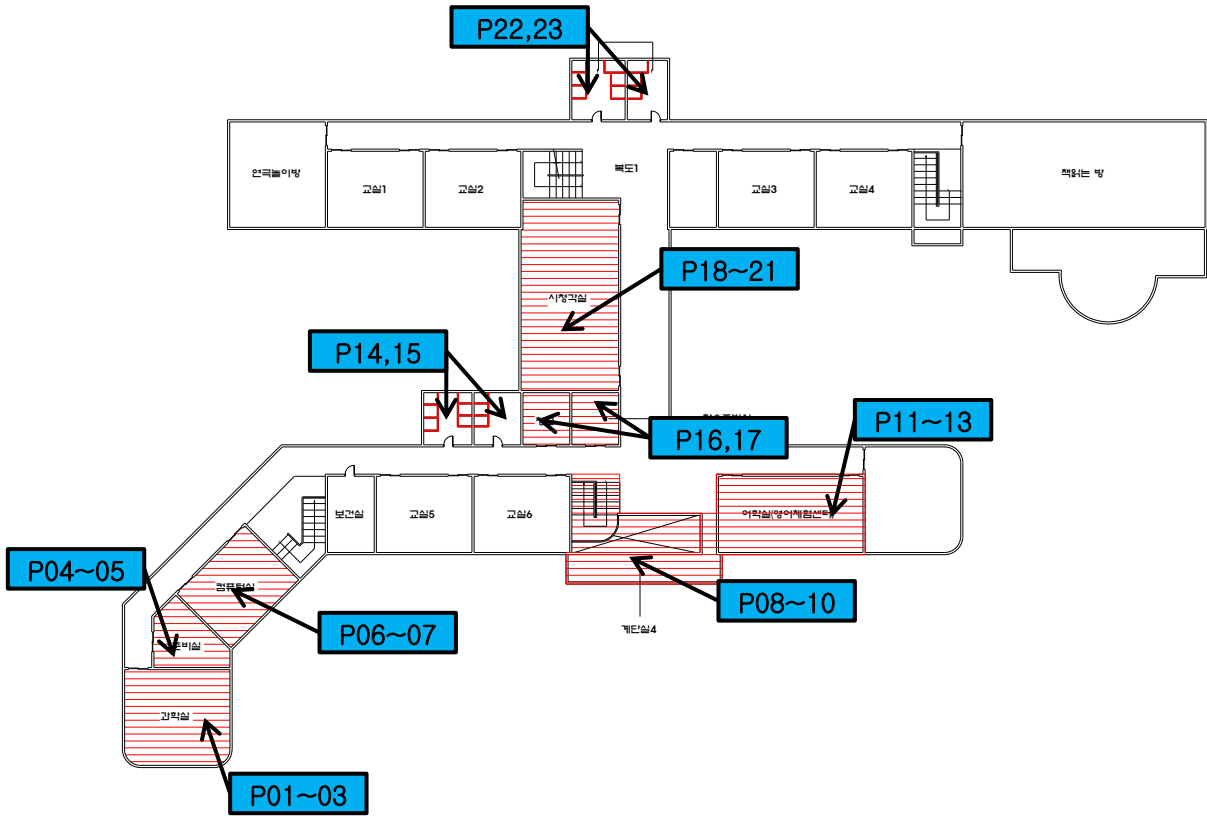 P22,23
연극놀이방
교실1
교실2
복도1
교실3
교실4
책읽는 방
P18~21
시청각실
P14,15
P16,17
P11~13
보건실
교실5
교실6
어학실(영어체험센터)
P04~05
컴퓨터실
P08~10
P06~07
계단실4
준비실
과학실
P01~03